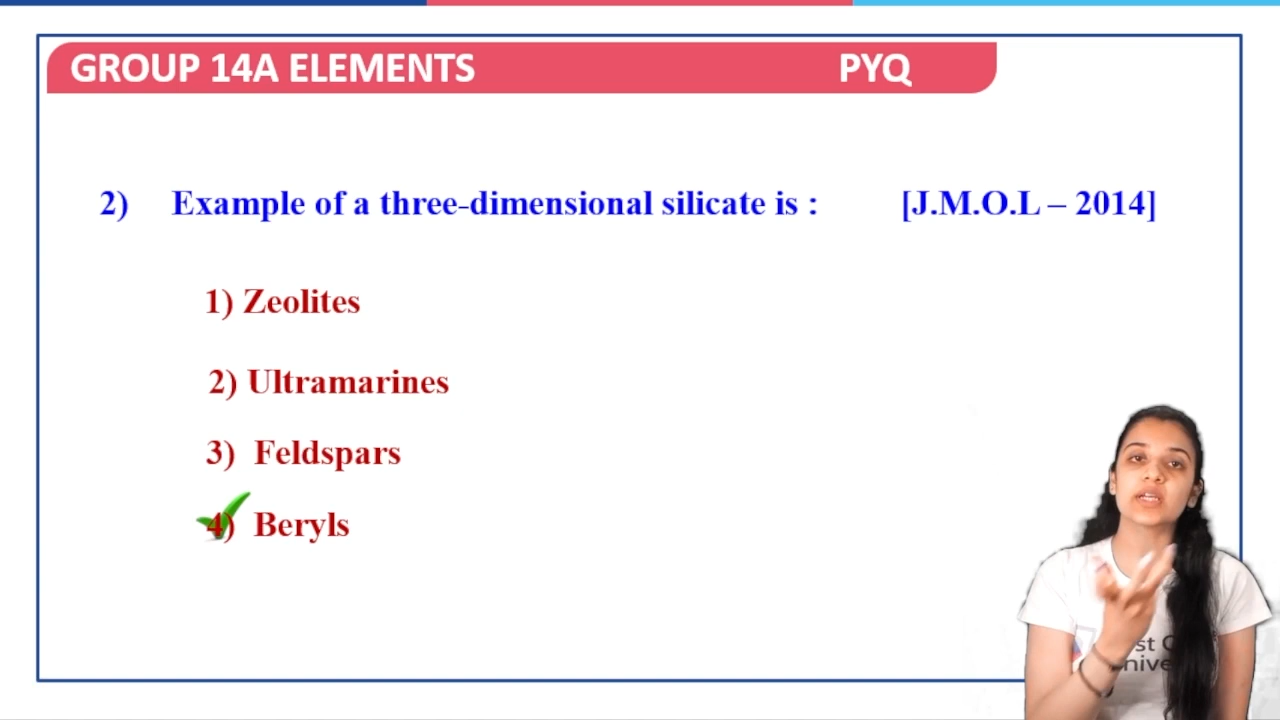 GROUP 14A ELEMENTS PYQ
2) Example of a three-dimensional silicate is : [J.M.O.L – 2014]
1) Zeolites
2) Ultramarines
3) Feldspars
4) Beryls